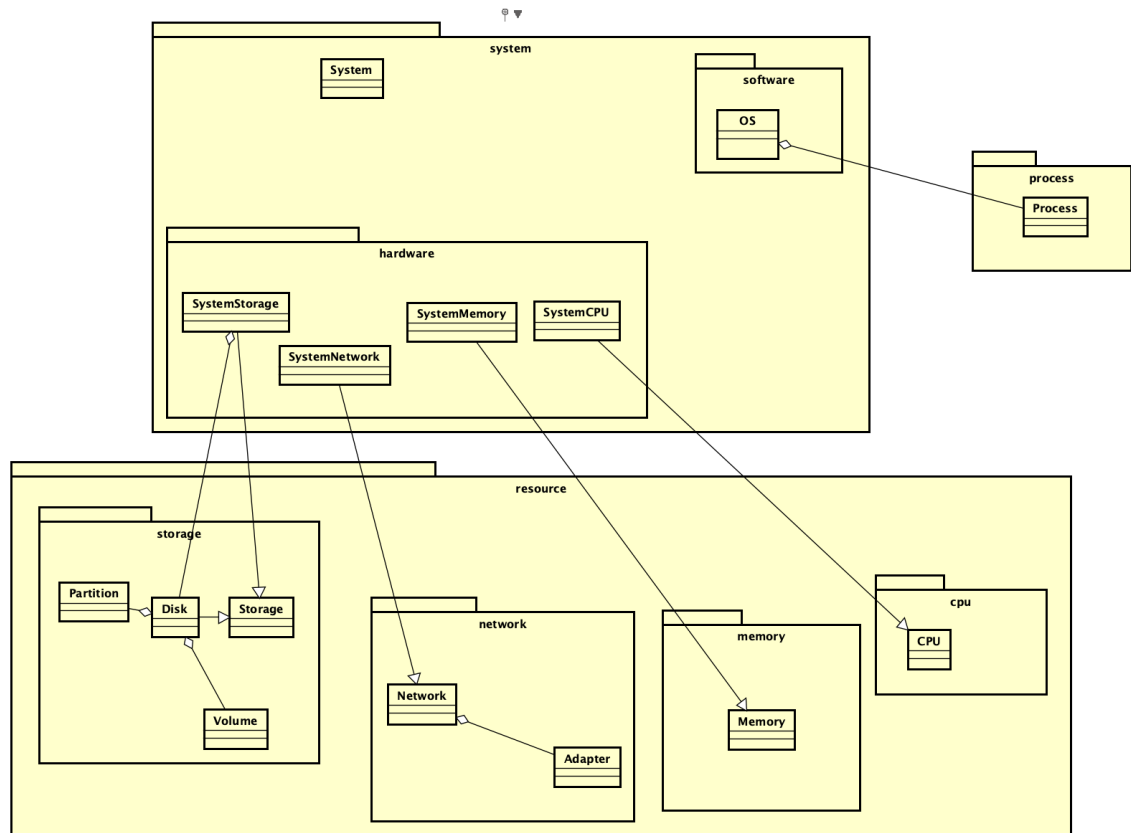 system
System
software
OS
process
Process
hardware
SystemStorage
SystemMemory
SystemCPU
SystemNetwork
resource
storage
Partition
Disk
Storage
Volume
network
Network
Adapter
memory
Memory
cpu
CPU